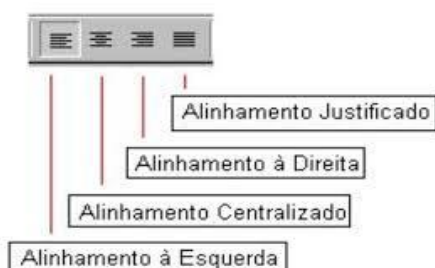 Alinhamento Justificado
Alinhamento à Direita
Alinhamento Centralizado
Alinhamento à Esquerda